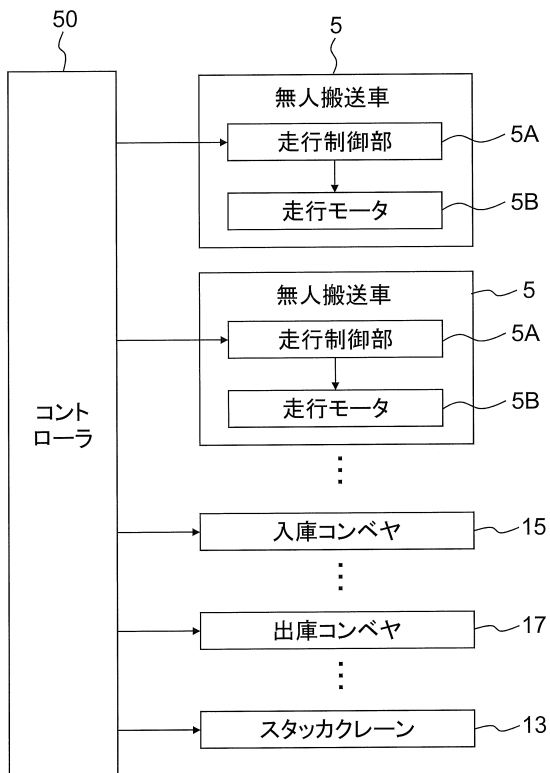 50
5
無人搬送車
走行制御部
5A
走行モータ
5B
無人搬送車
5
走行制御部
5A
走行モータ
5B
コント
ローラ
入庫コンベヤ
15
出庫コンベヤ
17
スタッカクレーン
13